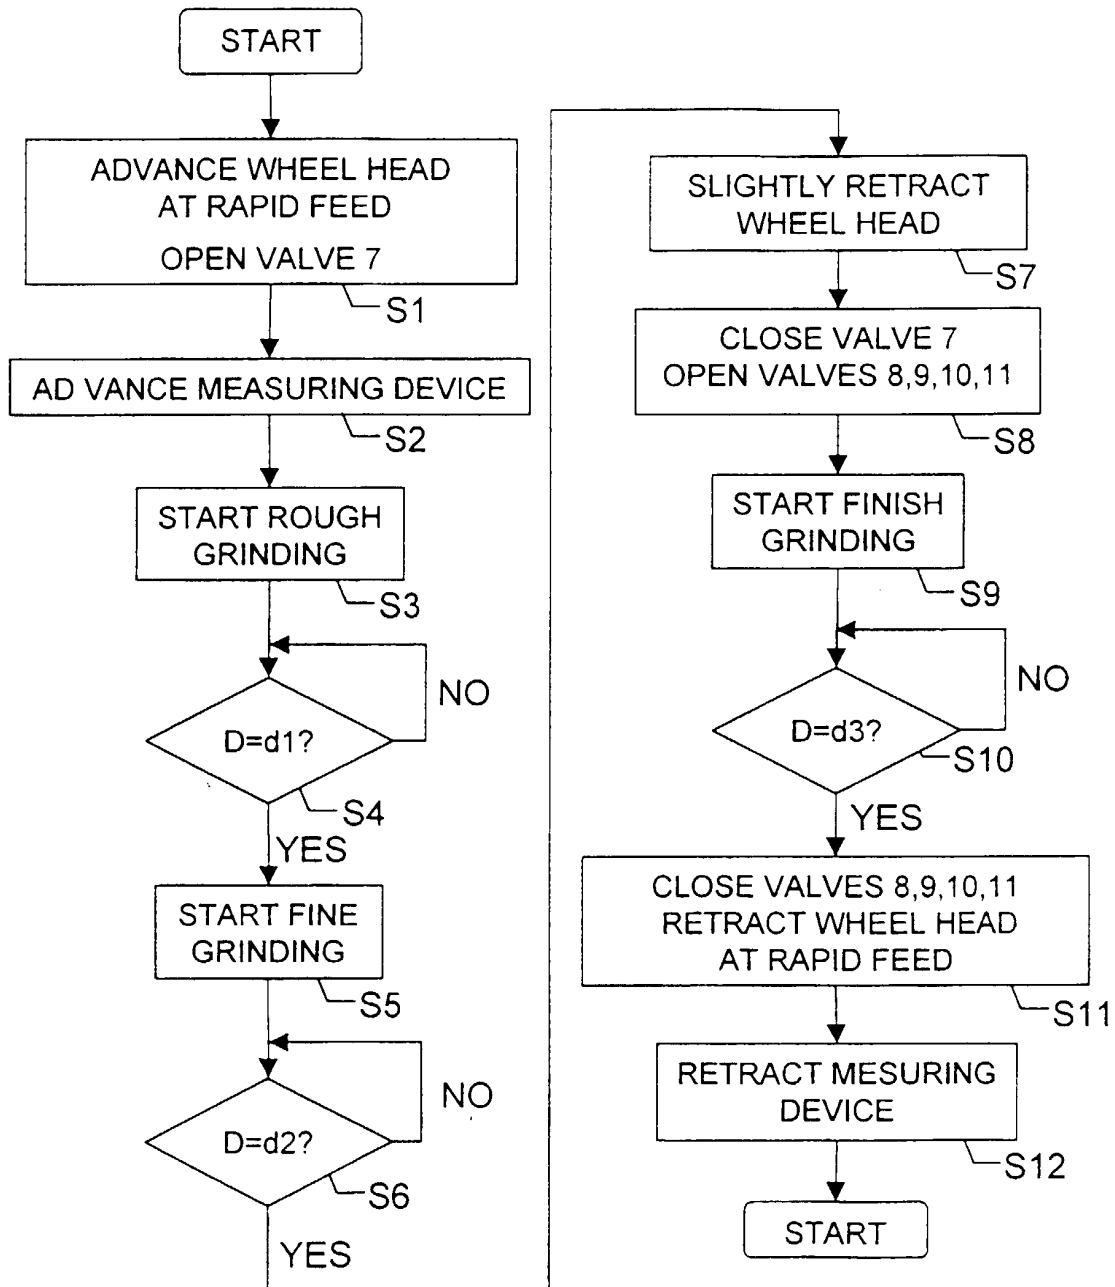 START
ADVANCE WHEEL HEAD
AT RAPID FEED
OPEN VALVE 7
S1
AD VANCE MEASURING DEVICE
S2
START ROUGH
GRINDING
S3
NO
D=d1?
S4
YES
START FINE
GRINDING
S5
NO
D=d2?
S6
YES
SLIGHTLY RETRACT
WHEEL HEAD
S7
CLOSE VALVE 7
OPEN VALVES 8,9,10,11
S8
START FINISH
GRINDING
S9
NO
D=d3?
S10
YES
CLOSE VALVES 8,9,10,11
RETRACT WHEEL HEAD
AT RAPID FEED
S11
RETRACT MESURING
DEVICE
S12
START